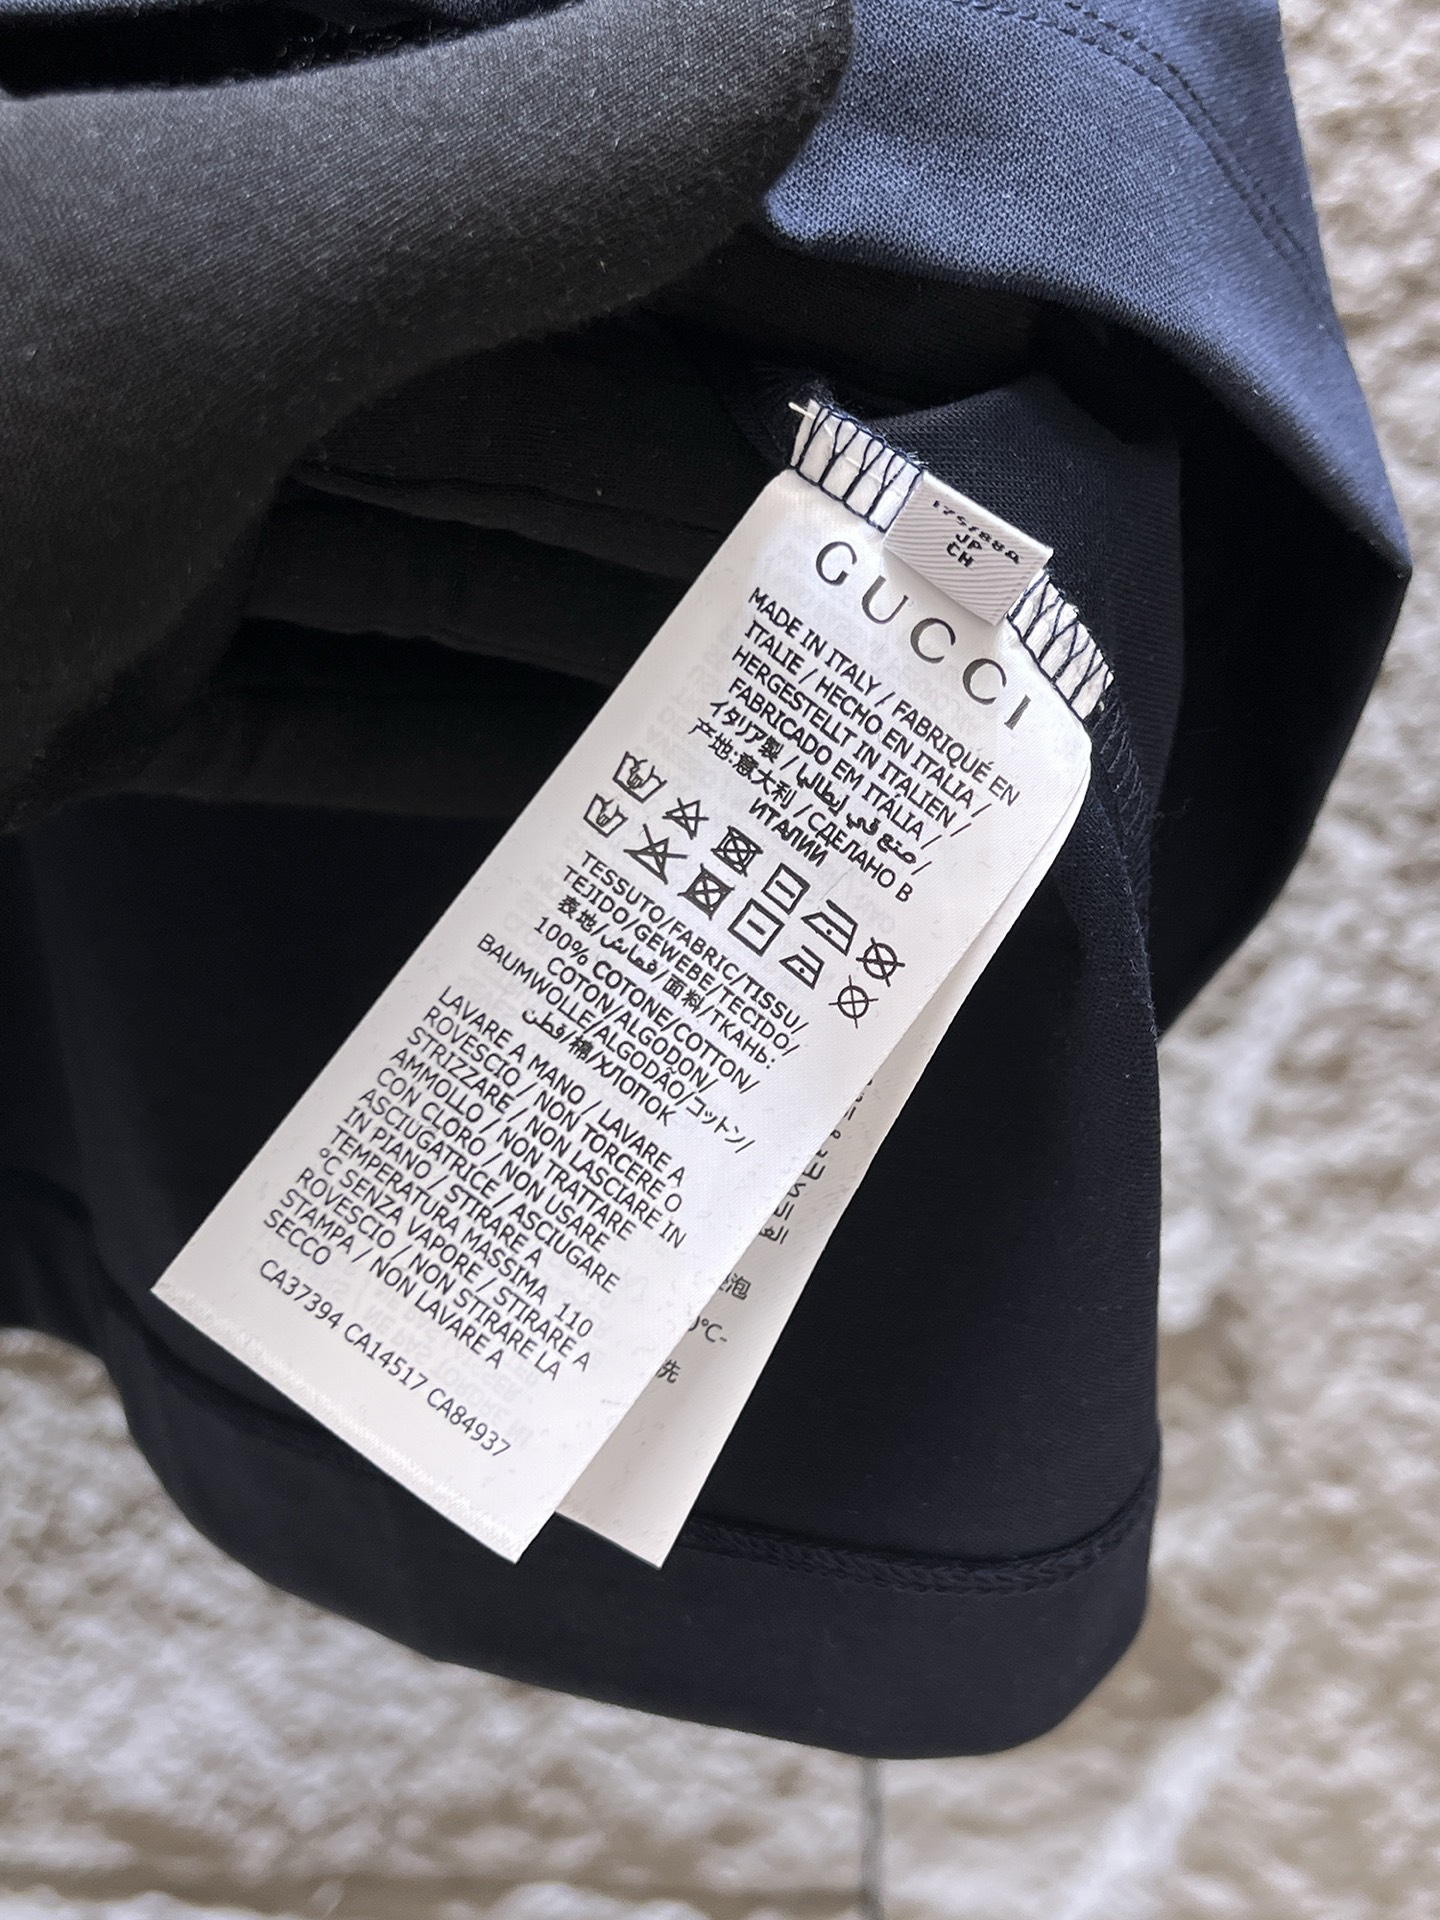 175/88A
JP
CH
GUCCI
MADE IN ITALY / FABRIQUÉ EN
ITALIE / HECHO EN ITALIA /
HERGESTELLT IN ITALIEN /
FABRICADO EM ITÁLIA /
イタリア製 / صنع في إيطاليا /
产地:意大利 /СДЕЛАНО В
ИТАЛИИ
TESSUTO/FABRIC/TISSU/
TEJIDO/GEWEBE/TECIDO/
表地/قماش/面料/ТКАНЬ:
100% COTONE/COTTON/
COTON/ALGODON/
BAUMWOLLE/ALGODÃO/コットン/
قطن/棉/ХЛОПОК
LAVARE A MANO / LAVARE A
ROVESCIO / NON TORCERE O
STRIZZARE / NON LASCIARE IN
AMMOLLO / NON TRATTARE
CON CLORO / NON USARE
ASCIUGATRICE / ASCIUGARE
IN PIANO / STIRARE A
TEMPERATURA MASSIMA 110
°C SENZA VAPORE / STIRARE A
ROVESCIO / NON STIRARE LA
STAMPA / NON LAVARE A
SECCO
CA37394 CA14517 CA84937
泡
°C-
先